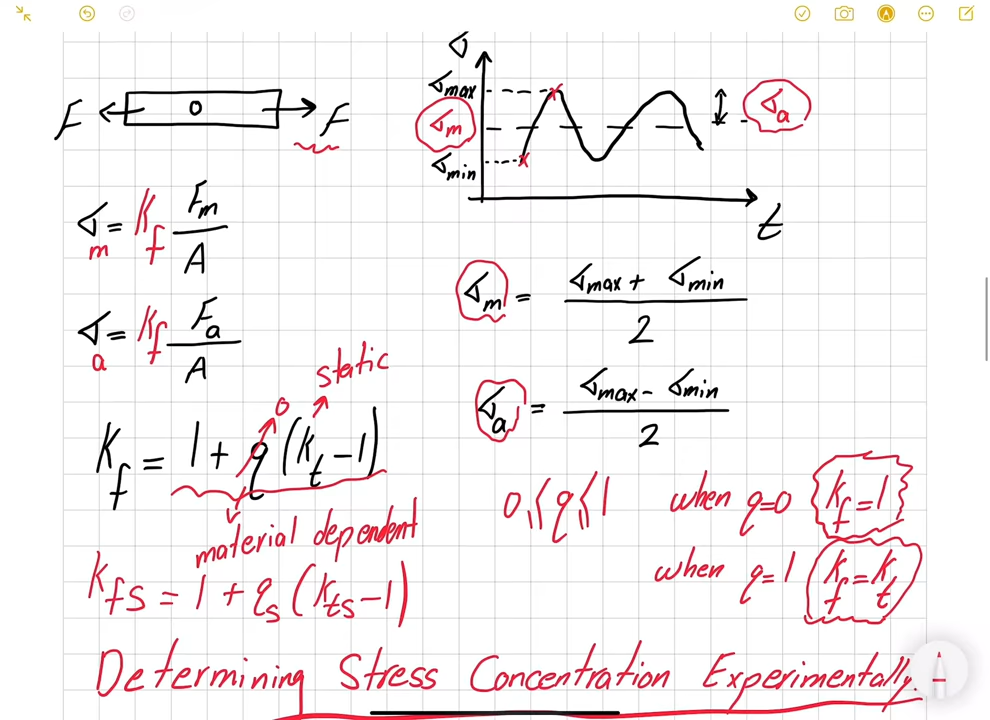 F 0 F
σ
σmax
σm
σmin
σa
t
σm = Kf Fm/A
σa = Kf Fa/A
σm = σmax + σmin / 2
σa = σmax - σmin / 2
static
0
Kf = 1 + q (Kt - 1)
material dependent
0 ≤ q ≤ 1
when q=0 Kf = 1
when q=1 Kf = Kt
Kfs = 1 + qs (Kts - 1)
Determining Stress Concentration Experimentally